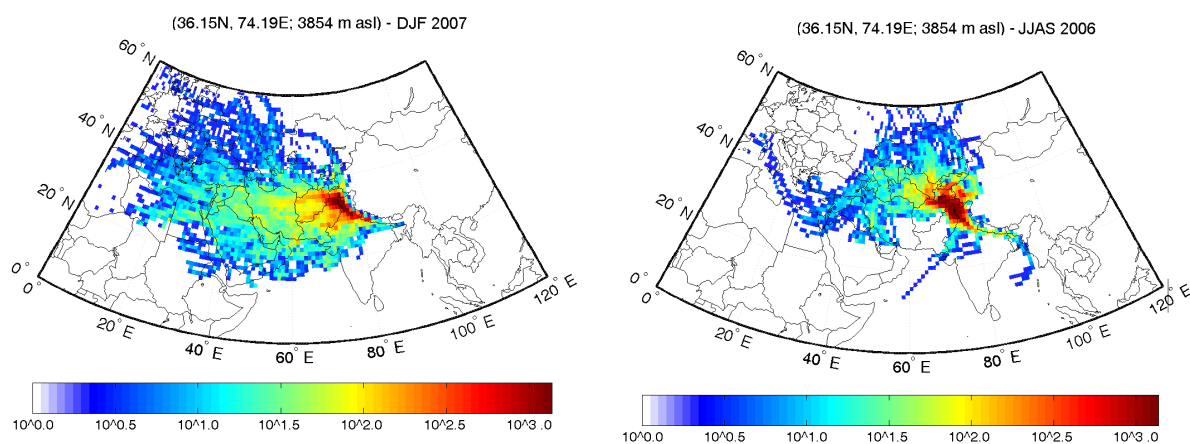 (36.15N, 74.19E; 3854 m asl) - DJF 2007
60° N
40° N
20° N
0°
0°
20° E
40° E
60° E
80° E
100° E
120° E
10^0.0 10^0.5 10^1.0 10^1.5 10^2.0 10^2.5 10^3.0
(36.15N, 74.19E; 3854 m asl) - JJAS 2006
60° N
40° N
20° N
0°
0°
20° E
40° E
60° E
80° E
100° E
120° E
10^0.0 10^0.5 10^1.0 10^1.5 10^2.0 10^2.5 10^3.0